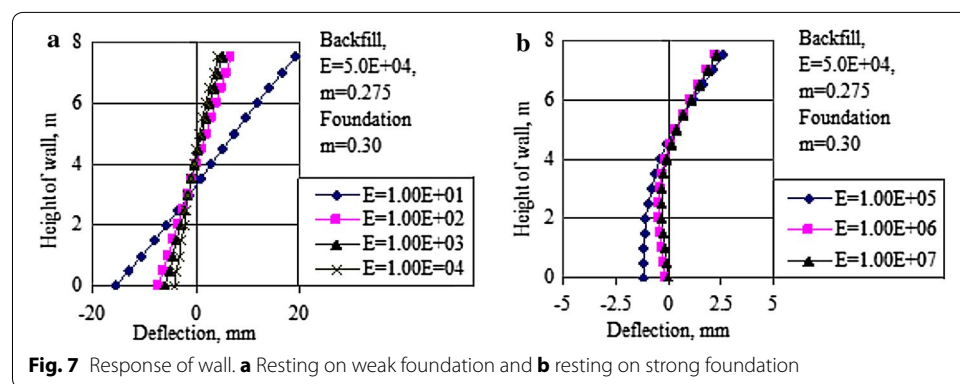 a
8
6
4
2
0
-20
0
20
Height of wall, m
Deflection, mm
Backfill,
E=5.0E+04,
m=0.275
Foundation
m=0.30
E=1.00E+01
E=1.00E+02
E=1.00E+03
E=1.00E=04
b
8
6
4
2
0
-5
-2.5
0
2.5
5
Height of wall, m
Deflection, mm
Backfill,
E=5.0E+04,
m=0.275
Foundation
m=0.30
E=1.00E+05
E=1.00E+06
E=1.00E+07
Fig. 7 Response of wall. a Resting on weak foundation and b resting on strong foundation